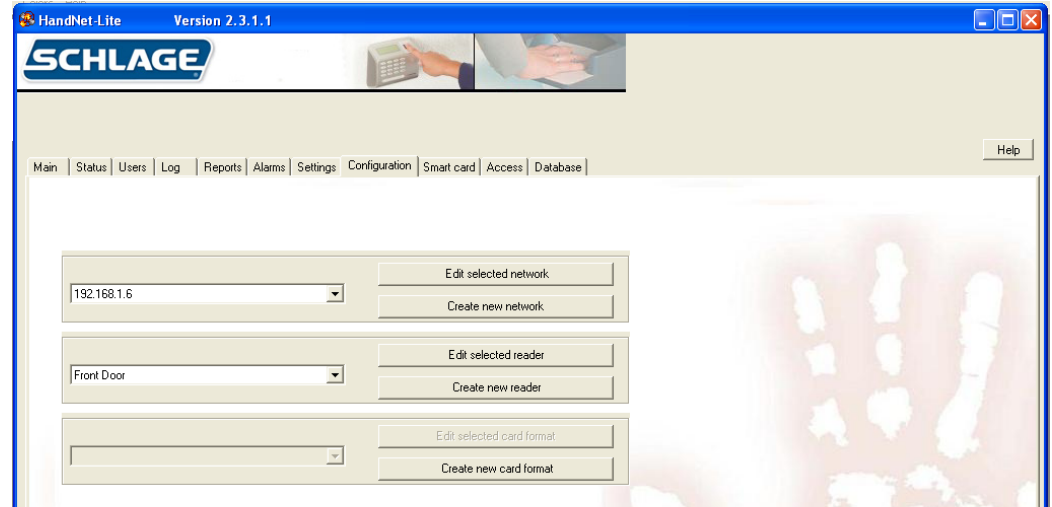 HandNet-Lite Version 2.3.1.1
SCHLAGE
Help
Main Status Users Log Reports Alarms Settings Configuration Smart card Access Database
Edit selected network
192.168.1.6
Create new network
Edit selected reader
Front Door
Create new reader
Edit selected card format
Create new card format